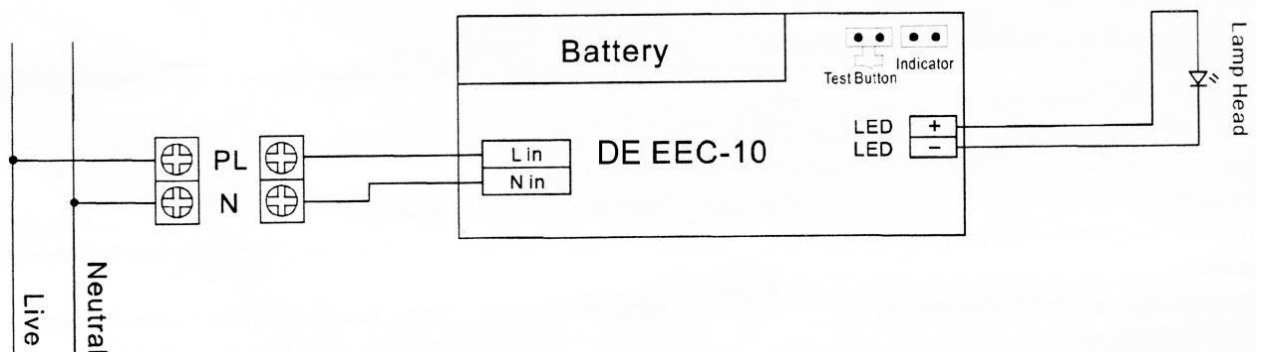 Battery
Test Button
Indicator
Lamp Head
LED +
LED −
PL
L in
DE EEC-10
N in
N
Neutral
Live